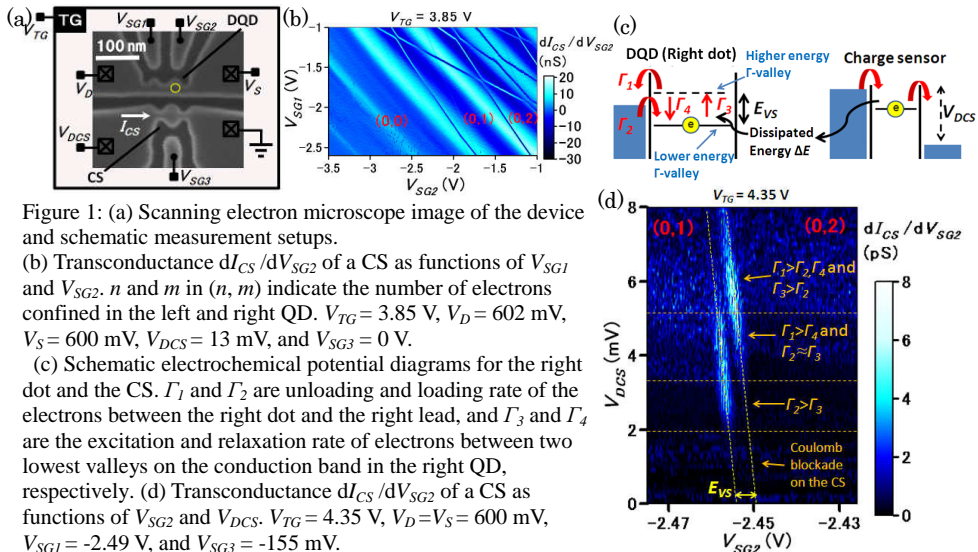 (a)
V_TG
TG
V_SG1
V_SG2
DQD
100 nm
V_D
V_S
I_CS
V_DCS
CS
V_SG3
(b)
V_TG = 3.85 V
dI_CS / dV_SG2
(nS)
V_SG1 (V)
-1.0
-1.5
-2.0
-2.5
(0,0)
(0,1)
(0,2)
20
10
0
-10
-20
-30
-3.5
-3
-2.5
-2
-1.5
-1
V_SG2 (V)
(c)
DQD (Right dot)
Higher energy
Γ-valley
Charge sensor
Γ1
Γ2
Γ4
Γ3
E_VS
e
e
V_DCS
Dissipated
Energy ΔE
Lower energy
Γ-valley
Figure 1: (a) Scanning electron microscope image of the device
and schematic measurement setups.
(b) Transconductance dI_CS /dV_SG2 of a CS as functions of V_SG1
and V_SG2. n and m in (n, m) indicate the number of electrons
confined in the left and right QD. V_TG = 3.85 V, V_D = 602 mV,
V_S = 600 mV, V_DCS = 13 mV, and V_SG3 = 0 V.
(c) Schematic electrochemical potential diagrams for the right
dot and the CS. Γ1 and Γ2 are unloading and loading rate of the
electrons between the right dot and the right lead, and Γ3 and Γ4
are the excitation and relaxation rate of electrons between two
lowest valleys on the conduction band in the right QD,
respectively. (d) Transconductance dI_CS /dV_SG2 of a CS as
functions of V_SG2 and V_DCS. V_TG = 4.35 V, V_D =V_S = 600 mV,
V_SG1 = -2.49 V, and V_SG3 = -155 mV.
(d)
V_TG = 4.35 V
dI_CS / dV_SG2
(pS)
(0,1)
(0,2)
Γ1>Γ2,Γ4 and
Γ3>Γ2
Γ1>Γ4 and
Γ2≈Γ3
Γ2>Γ3
Coulomb
blockade
on the CS
E_VS
V_DCS (mV)
8
6
4
2
0
8
6
4
2
0
-2.47
-2.45
-2.43
V_SG2 (V)